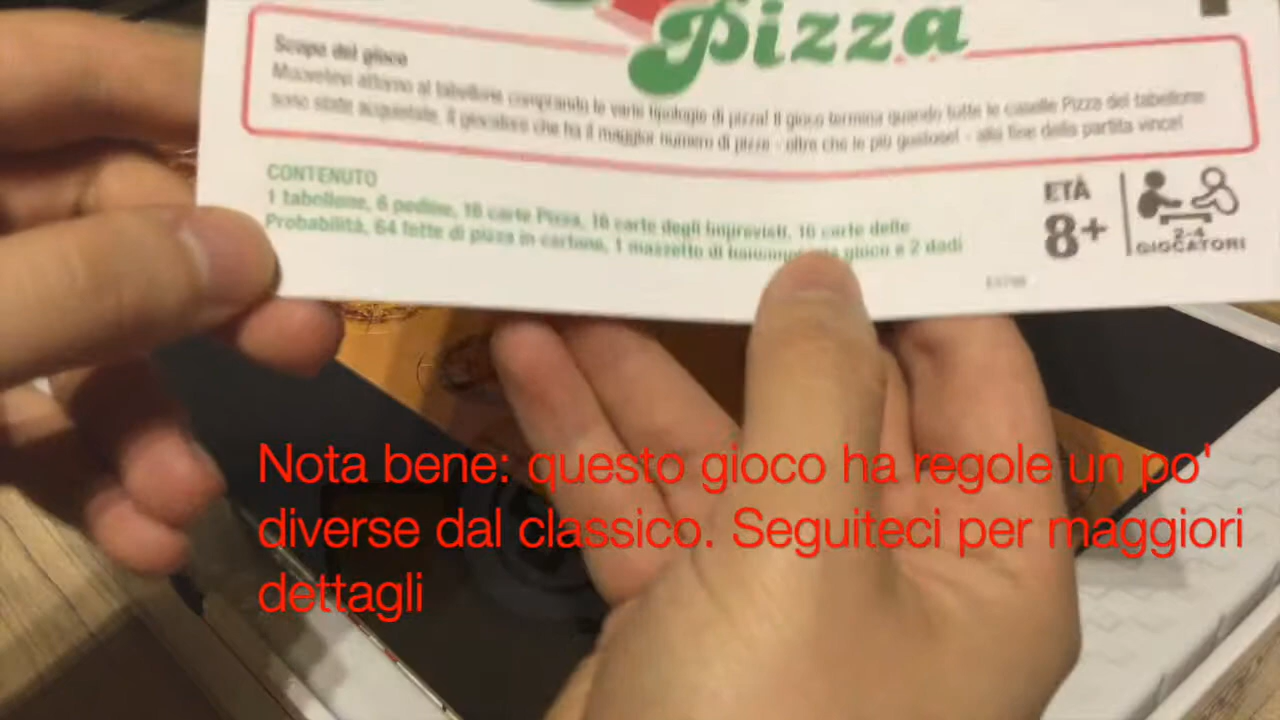 Pizza
Scopo del gioco
Muovetevi attorno al tabellone comprando le varie tipologie di pizza! Il gioco termina quando tutte le caselle Pizza del tabellone
sono state acquistate. Il giocatore che ha il maggior numero di pizze - oltre che le più gustose! - alla fine della partita vince!
CONTENUTO
1 tabellone, 6 pedine, 16 carte Pizza, 16 carte degli Imprevisti, 16 carte delle
Probabilità, 64 fette di pizza in cartone, 1 mazzetto di gioco e 2 dadi
ETÀ
8+
2-4
GIOCATORI
Nota bene: questo gioco ha regole un po'
diverse dal classico. Seguiteci per maggiori
dettagli